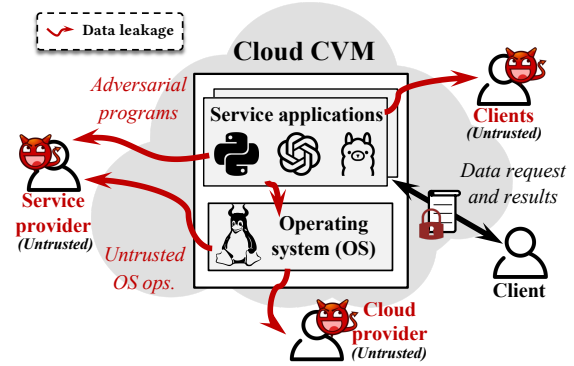 Data leakage
Cloud CVM
Adversarial
programs
Service applications
Clients
(Untrusted)
Service
provider
(Untrusted)
Data request
and results
Operating
system (OS)
Untrusted
OS ops.
Client
Cloud
provider
(Untrusted)